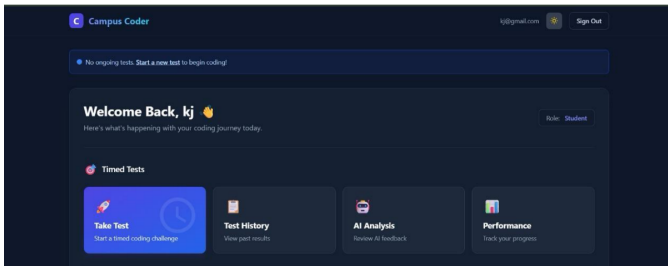 C Campus Coder
kj@gmail.com
Sign Out
No ongoing tests. Start a new test to begin coding!
Welcome Back, kj
Here's what's happening with your coding journey today.
Role: Student
Timed Tests
Take Test
Start a timed coding challenge
Test History
View past results
AI Analysis
Review AI feedback
Performance
Track your progress